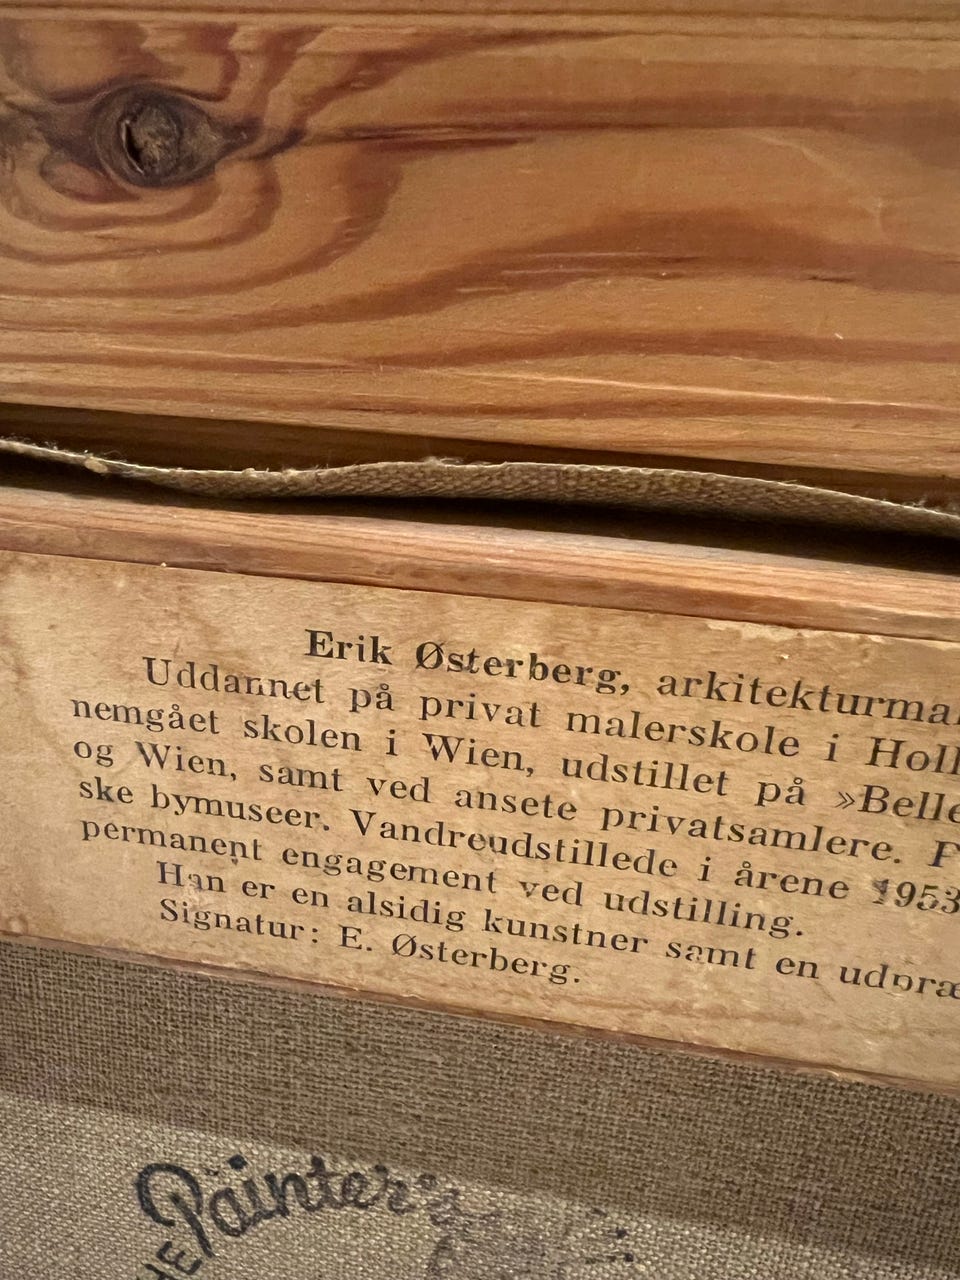 Erik Østerberg, arkitekturma
Uddannet på privat malerskole i Holl
nemgået skolen i Wien, udstillet på »Belle
og Wien, samt ved ansete privatsamlere. F
ske bymuseer. Vandreudstillede i årene 1953
permanent engagement ved udstilling.
Han er en alsidig kunstner samt en udpræ
Signatur: E. Østerberg.
HE Painter's